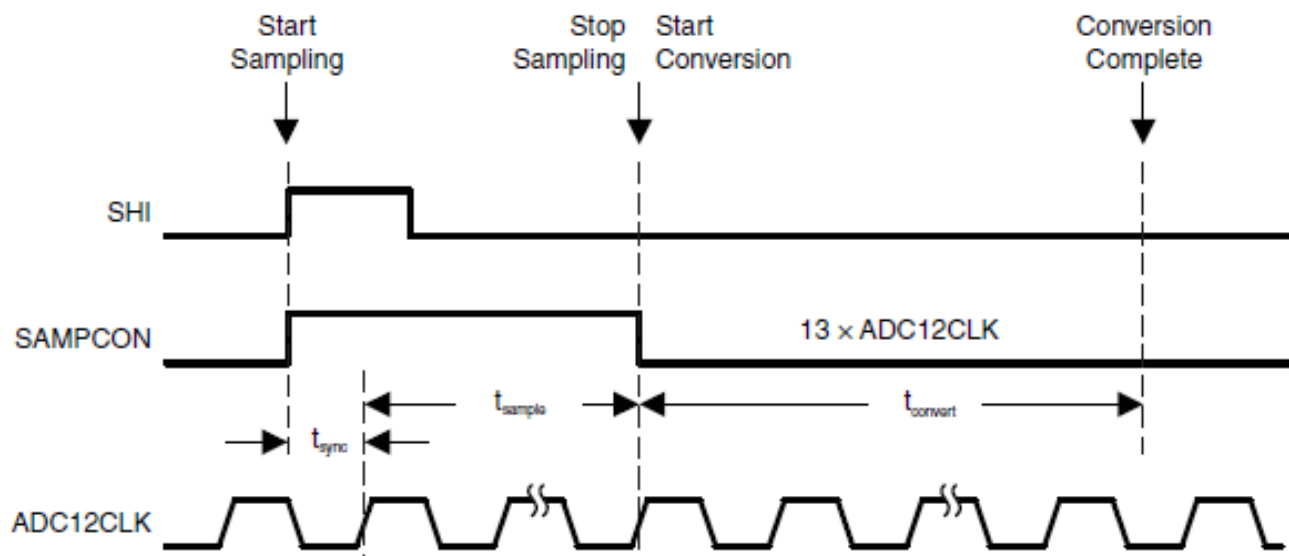 Start
Sampling
Stop
Sampling
Start
Conversion
Conversion
Complete
SHI
SAMPCON
13 × ADC12CLK
tsample
tconvert
tsync
ADC12CLK